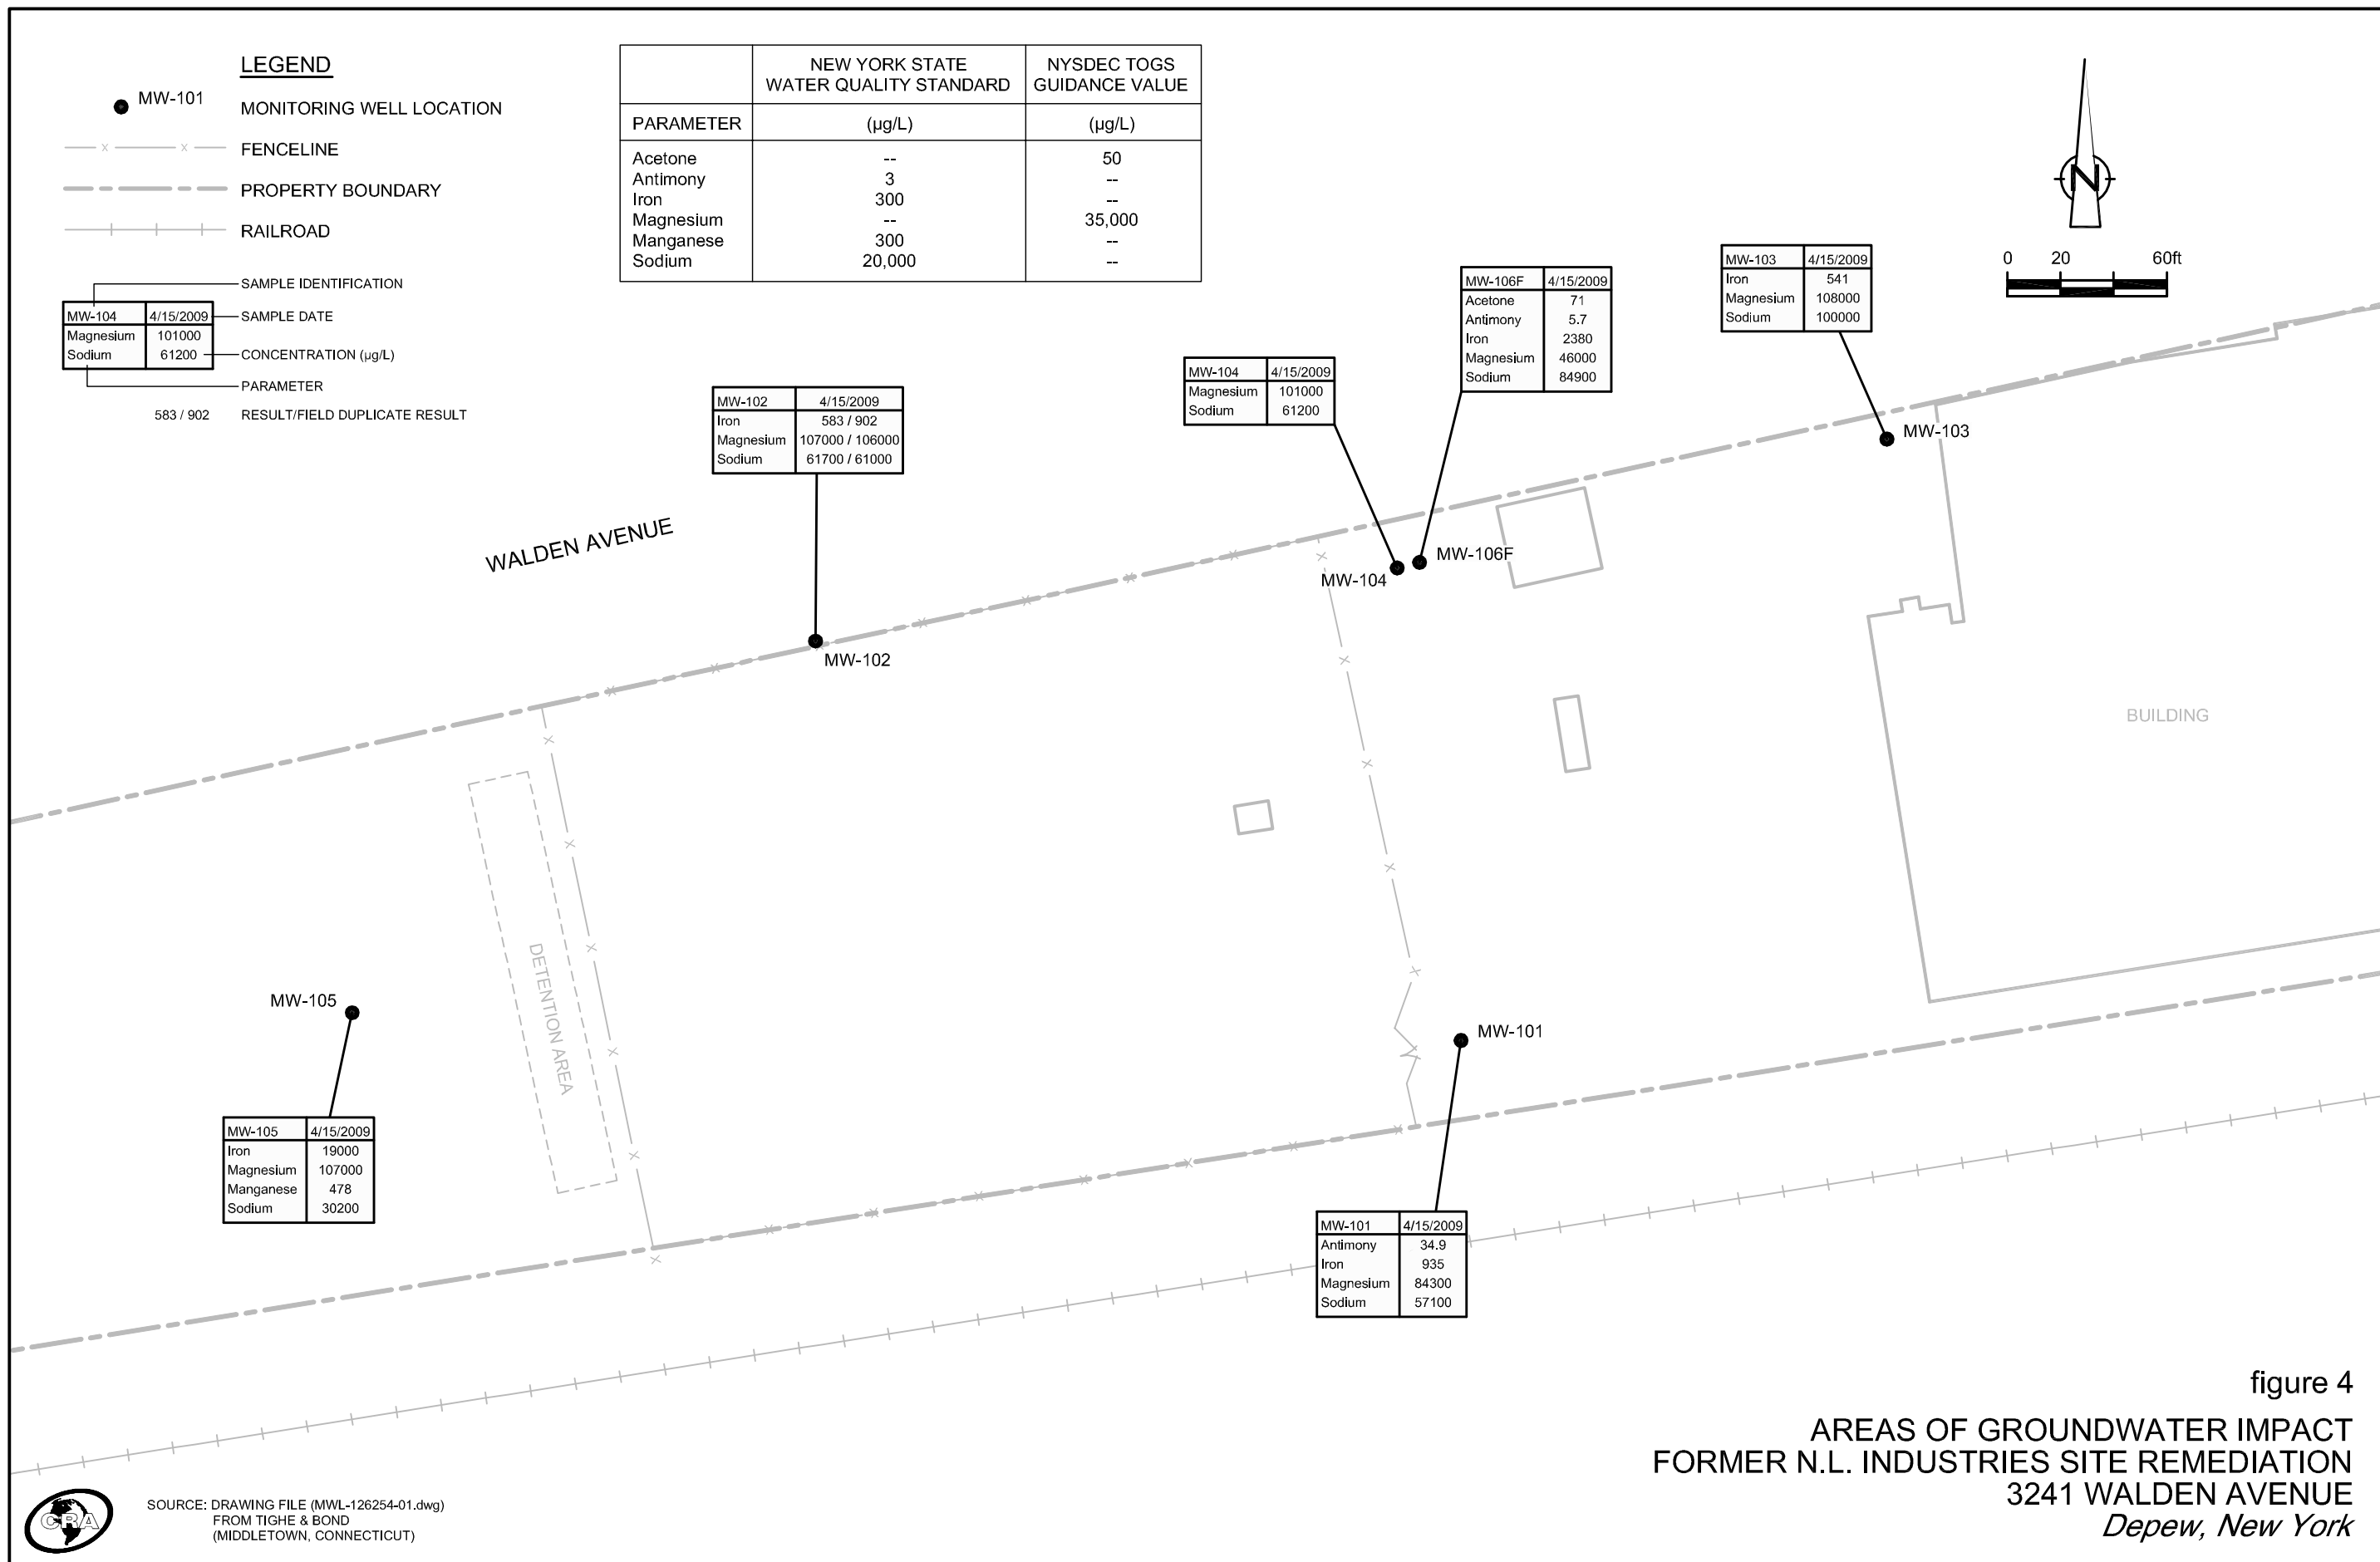 LEGEND
MW-101 MONITORING WELL LOCATION
x x FENCELINE
PROPERTY BOUNDARY
RAILROAD
SAMPLE IDENTIFICATION
MW-104 4/15/2009 SAMPLE DATE
Magnesium 101000
Sodium 61200 CONCENTRATION (µg/L)
PARAMETER
583 / 902 RESULT/FIELD DUPLICATE RESULT
NEW YORK STATE NYSDEC TOGS
WATER QUALITY STANDARD GUIDANCE VALUE
PARAMETER (µg/L) (µg/L)
Acetone -- 50
Antimony 3 --
Iron 300 --
Magnesium -- 35,000
Manganese 300 --
Sodium 20,000 --
N
0 20 60ft
MW-103 4/15/2009
Iron 541
Magnesium 108000
Sodium 100000
MW-106F 4/15/2009
Acetone 71
Antimony 5.7
Iron 2380
Magnesium 46000
Sodium 84900
MW-104 4/15/2009
Magnesium 101000
Sodium 61200
MW-102 4/15/2009
Iron 583 / 902
Magnesium 107000 / 106000
Sodium 61700 / 61000
MW-103
WALDEN AVENUE
MW-106F
MW-104
MW-102
BUILDING
DETENTION AREA
MW-105
MW-101
MW-105 4/15/2009
Iron 19000
Magnesium 107000
Manganese 478
Sodium 30200
MW-101 4/15/2009
Antimony 34.9
Iron 935
Magnesium 84300
Sodium 57100
figure 4
AREAS OF GROUNDWATER IMPACT
FORMER N.L. INDUSTRIES SITE REMEDIATION
3241 WALDEN AVENUE
Depew, New York
CRA
SOURCE: DRAWING FILE (MWL-126254-01.dwg)
FROM TIGHE & BOND
(MIDDLETOWN, CONNECTICUT)